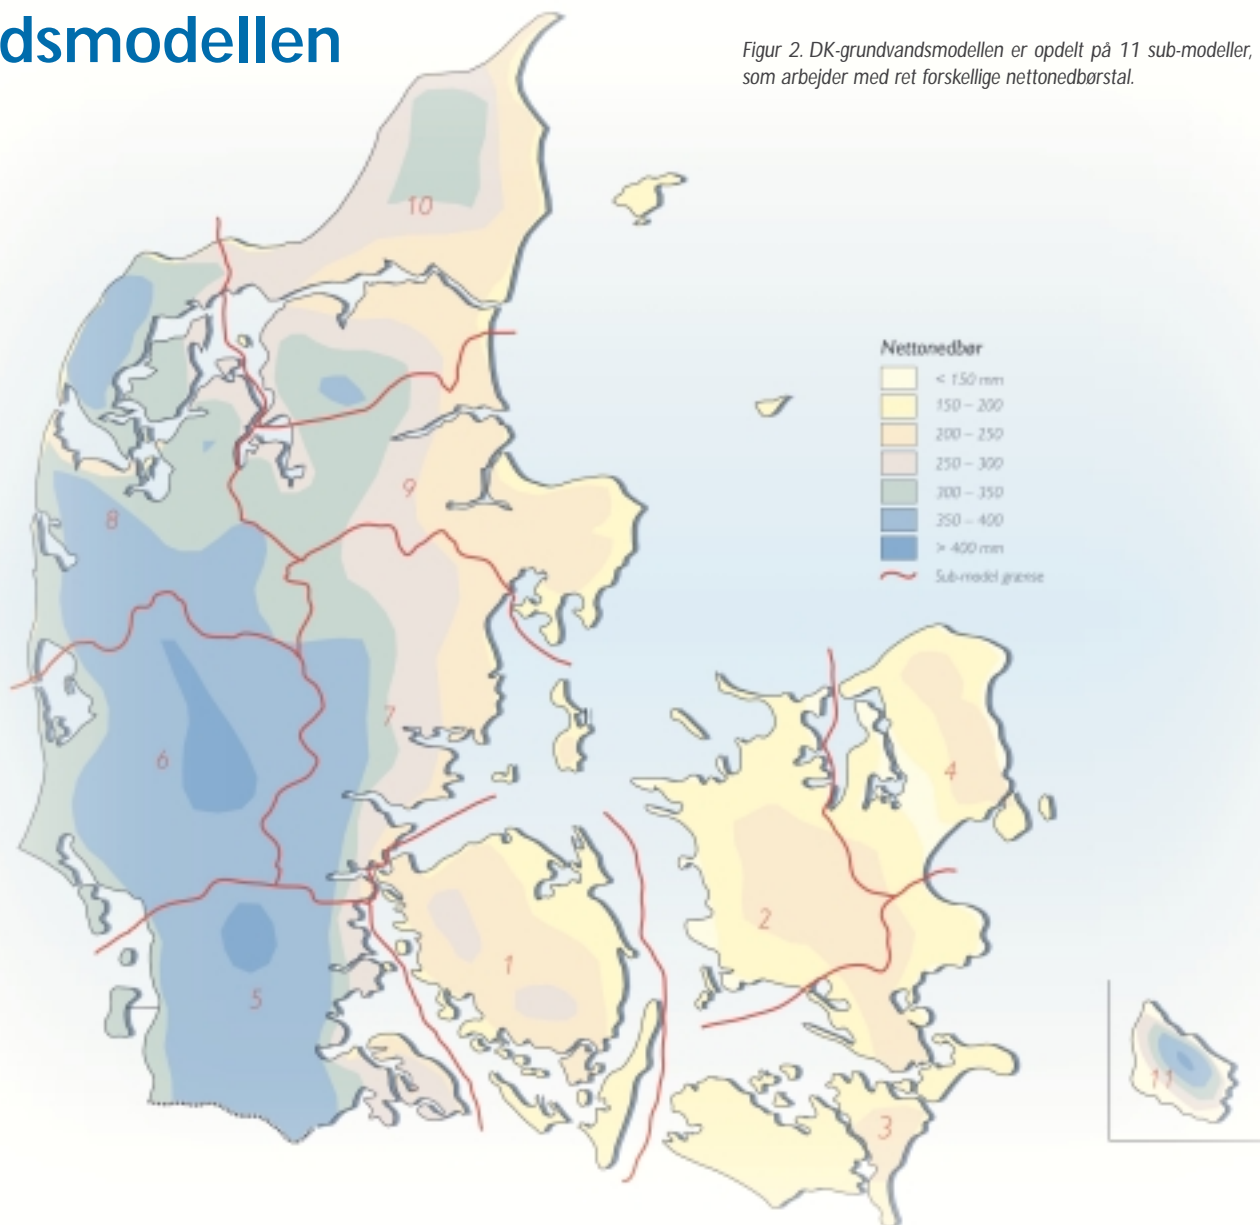 dsmodellen
Figur 2. DK-grundvandsmodellen er opdelt på 11 sub-modeller,
som arbejder med ret forskellige nettonedbørstal.
10
Nettonedbør
< 150 mm
150 – 200
200 – 250
250 – 300
300 – 350
350 – 400
> 400 mm
Sub-model grænse
9
8
7
6
4
2
1
5
11
3